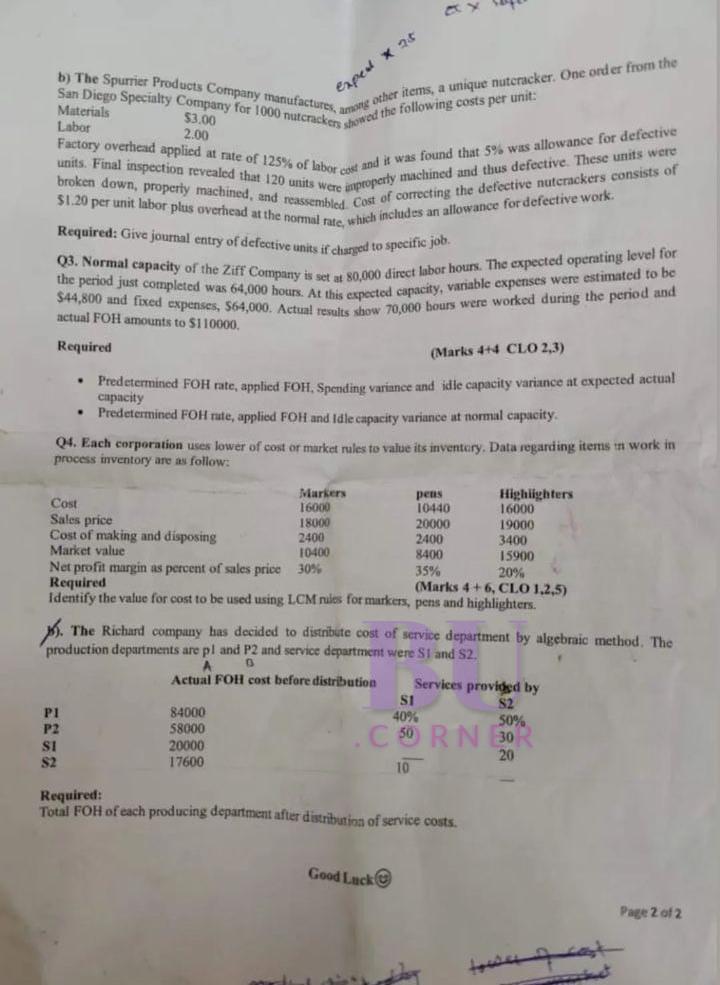 expeal * 25
b) The Spurrier Products Company manufactures, among other items, a unique nutcracker. One order from the
San Diego Specialty Company for 1000 nutcrackers showed the following costs per unit:
Materials $3.00
Labor 2.00
Factory overhead applied at rate of 125% of labor cost and it was found that 5% was allowance for defective
units. Final inspection revealed that 120 units were improperly machined and thus defective. These units were
broken down, properly machined, and reassembled. Cost of correcting the defective nutcrackers consists of
$1.20 per unit labor plus overhead at the normal rate, which includes an allowance for defective work.
Required: Give journal entry of defective units if charged to specific job.
Q3. Normal capacity of the Ziff Company is set at 80,000 direct labor hours. The expected operating level for
the period just completed was 64,000 hours. At this expected capacity, variable expenses were estimated to be
$44,800 and fixed expenses, $64,000. Actual results show 70,000 hours were worked during the period and
actual FOH amounts to $110000.
Required (Marks 4+4 CLO 2,3)
• Predetermined FOH rate, applied FOH, Spending variance and idle capacity variance at expected actual
capacity
• Predetermined FOH rate, applied FOH and Idle capacity variance at normal capacity.
Q4. Each corporation uses lower of cost or market rules to value its inventory. Data regarding items in work in
process inventory are as follow:
Markers pens Highlighters
Cost 16000 10440 16000
Sales price 18000 20000 19000
Cost of making and disposing 2400 2400 3400
Market value 10400 8400 15900
Net profit margin as percent of sales price 30% 35% 20%
Required (Marks 4 + 6, CLO 1,2,5)
Identify the value for cost to be used using LCM rules for markers, pens and highlighters.
b). The Richard company has decided to distribute cost of service department by algebraic method. The
production departments are p1 and P2 and service department were S1 and S2.
A B
Actual FOH cost before distribution Services provided by
S1 S2
P1 84000 40% 50%
P2 58000 50 30
S1 20000 — 20
S2 17600 10 —
BU
.CORNER
Required:
Total FOH of each producing department after distribution of service costs.
Good Luck☺
Page 2 of 2
lower of cost
market